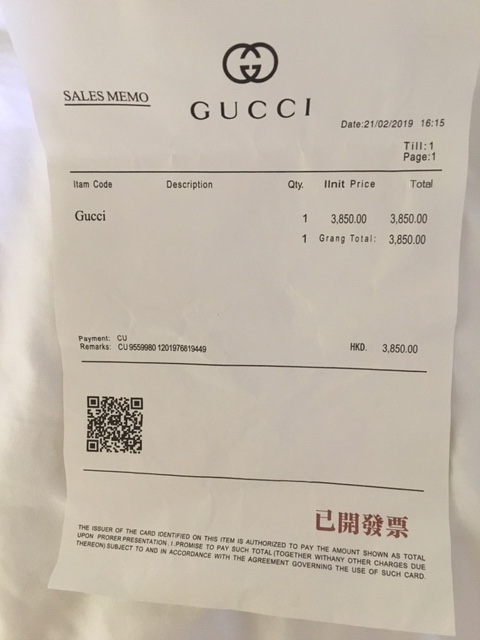 SALES MEMO
GUCCI
Date:21/02/2019 16:15
Till:1
Page:1
Itam Code Description Qty. IInit Price Total
Gucci 1 3,850.00 3,850.00
1 Grang Total: 3,850.00
Payment: CU
Remarks: CU 9559980 1201976819449 HKD. 3,850.00
已開發票
THE ISSUER OF THE CARD IDENTIFIED ON THIS ITEM IS AUTHORIZED TO PAY THE AMOUNT SHOWN AS TOTAL
UPON PRORER PRESENTATION. I PROMISE TO PAY SUCH TOTAL (TOGETHER WITHANY OTHER CHARGES DUE
THEREON) SUBJECT TO AND IN ACCORDANCE WITH THE AGREEMENT GOVERNING THE USE OF SUCH CARD.